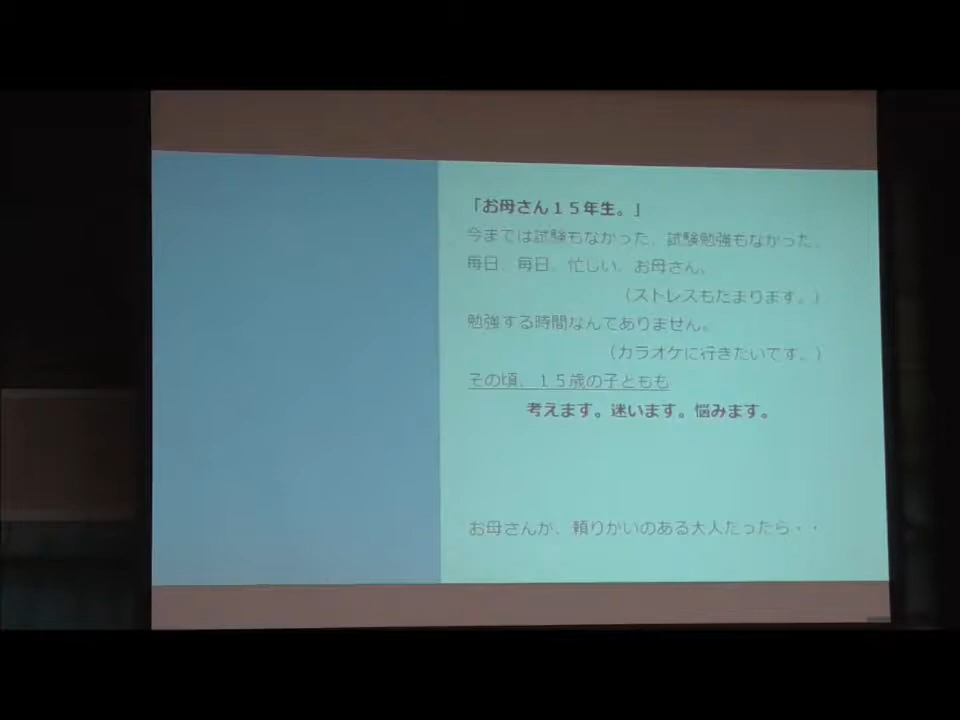 「お母さん１５年生。」
今までは試験もなかった、試験勉強もなかった。
毎日、毎日、忙しい、お母さん。
（ストレスもたまります。）
勉強する時間なんてありません。
（カラオケに行きたいです。）
その頃、１５歳の子どもも
考えます。迷います。悩みます。
お母さんが、頼りがいのある大人だったら・・